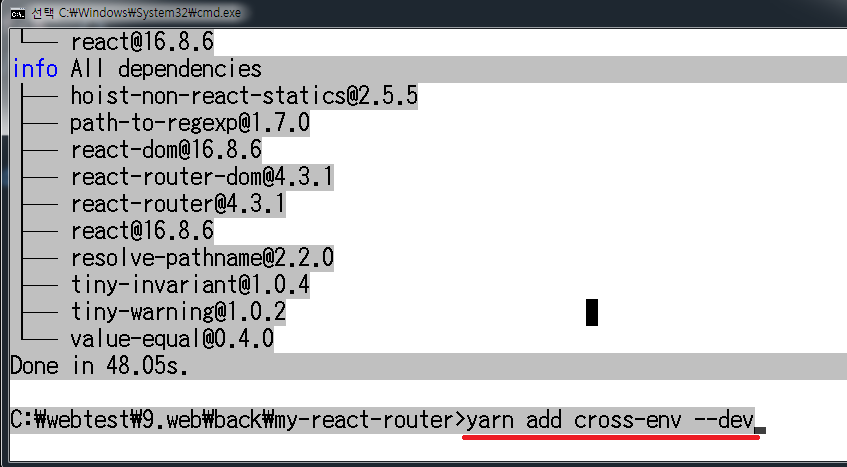 선택 C:\Windows\System32\cmd.exe
└── react@16.8.6
info All dependencies
├── hoist-non-react-statics@2.5.5
├── path-to-regexp@1.7.0
├── react-dom@16.8.6
├── react-router-dom@4.3.1
├── react-router@4.3.1
├── react@16.8.6
├── resolve-pathname@2.2.0
├── tiny-invariant@1.0.4
├── tiny-warning@1.0.2
└── value-equal@0.4.0
Done in 48.05s.
C:₩webtest₩9.web₩back₩my-react-router>yarn add cross-env --dev